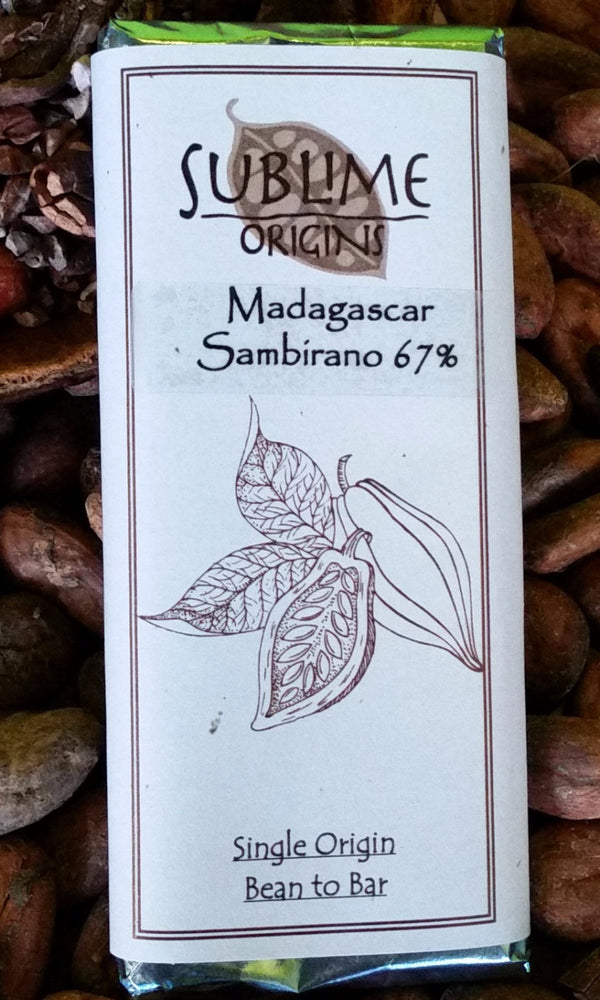 SUBLIME
ORIGINS
Madagascar
Sambirano 67%
Single Origin
Bean to Bar